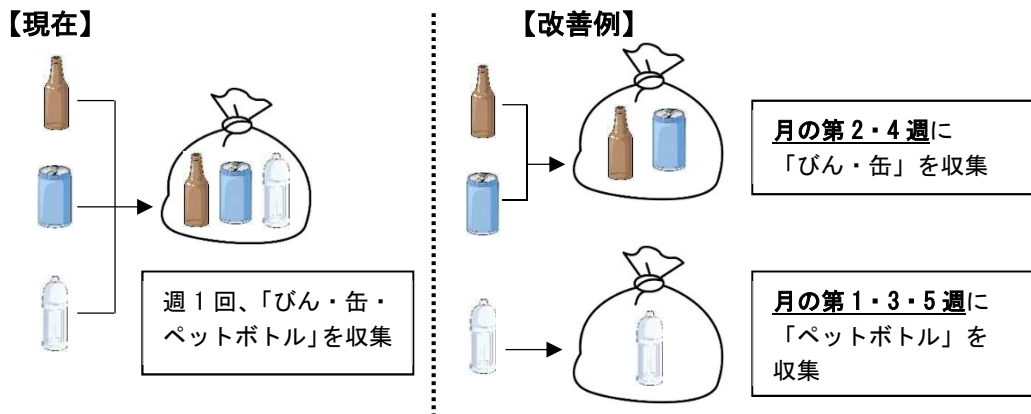 【現在】
週１回、「びん・缶・
ペットボトル」を収集
【改善例】
月の第２・４週に
「びん・缶」を収集
月の第１・３・５週に
「ペットボトル」を
収集